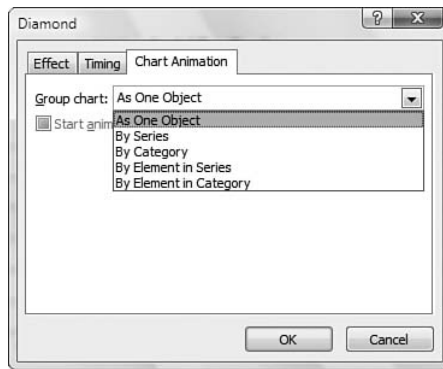 Diamond
Effect Timing Chart Animation
Group chart: As One Object
Start anim
As One Object
By Series
By Category
By Element in Series
By Element in Category
OK Cancel